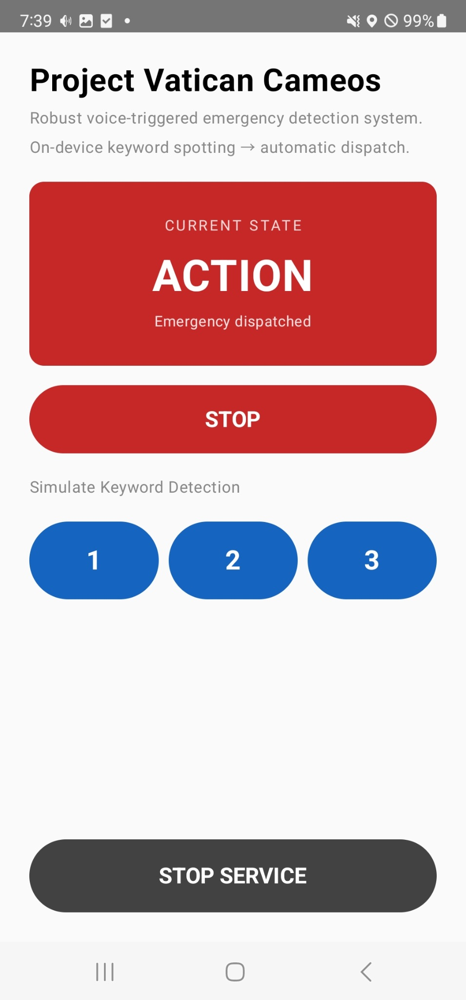 7:39
99%
Project Vatican Cameos
Robust voice-triggered emergency detection system.
On-device keyword spotting → automatic dispatch.
CURRENT STATE
ACTION
Emergency dispatched
STOP
Simulate Keyword Detection
1
2
3
STOP SERVICE